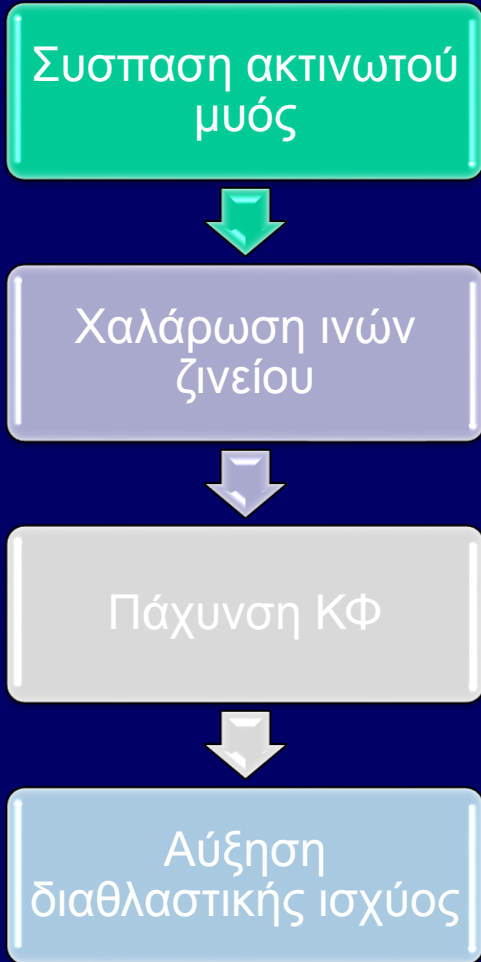 Συσπαση ακτινωτού
μυός
Χαλάρωση ινών
ζινείου
Πάχυνση ΚΦ
Αύξηση
διαθλαστικής ισχύος